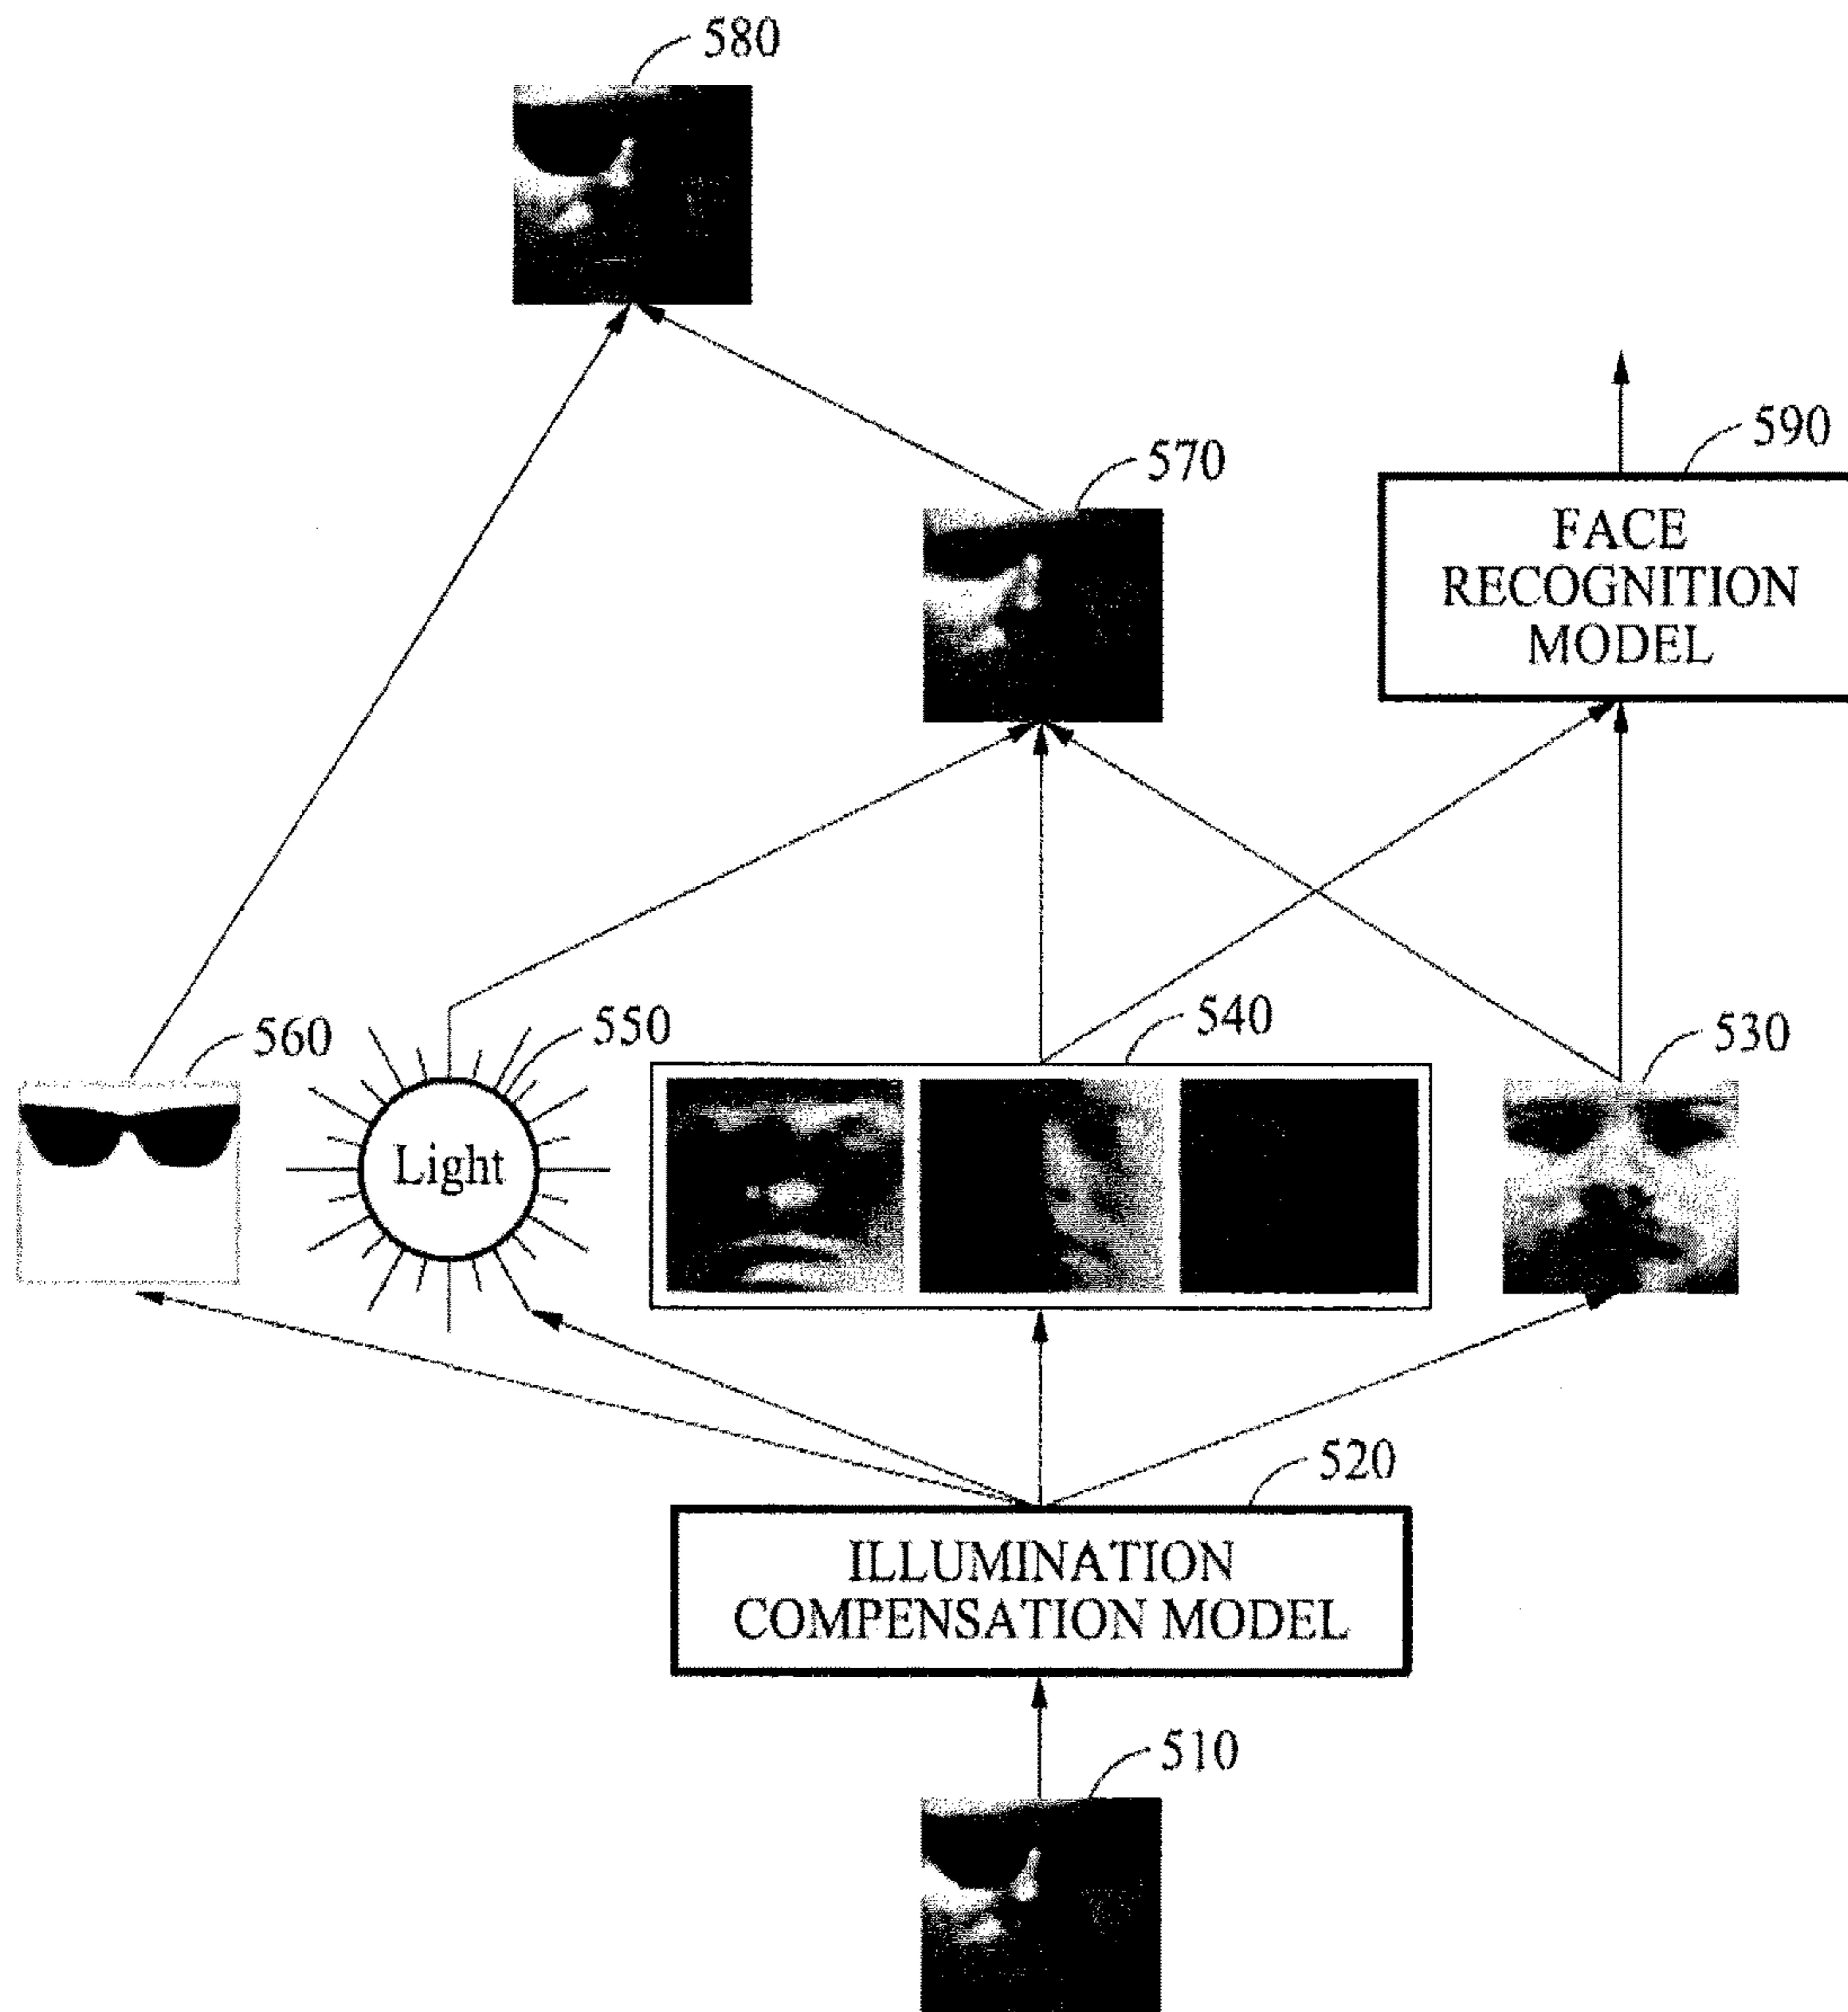 580
590
570
FACE
RECOGNITION
MODEL
560
550
540
530
Light
520
ILLUMINATION
COMPENSATION MODEL
510